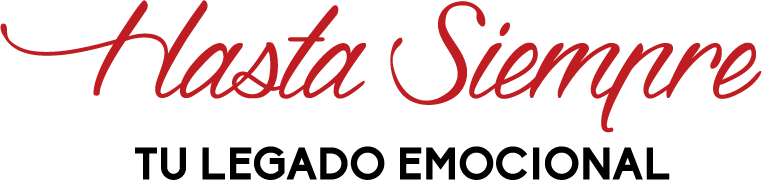 Hasta Siempre
TU LEGADO EMOCIONAL